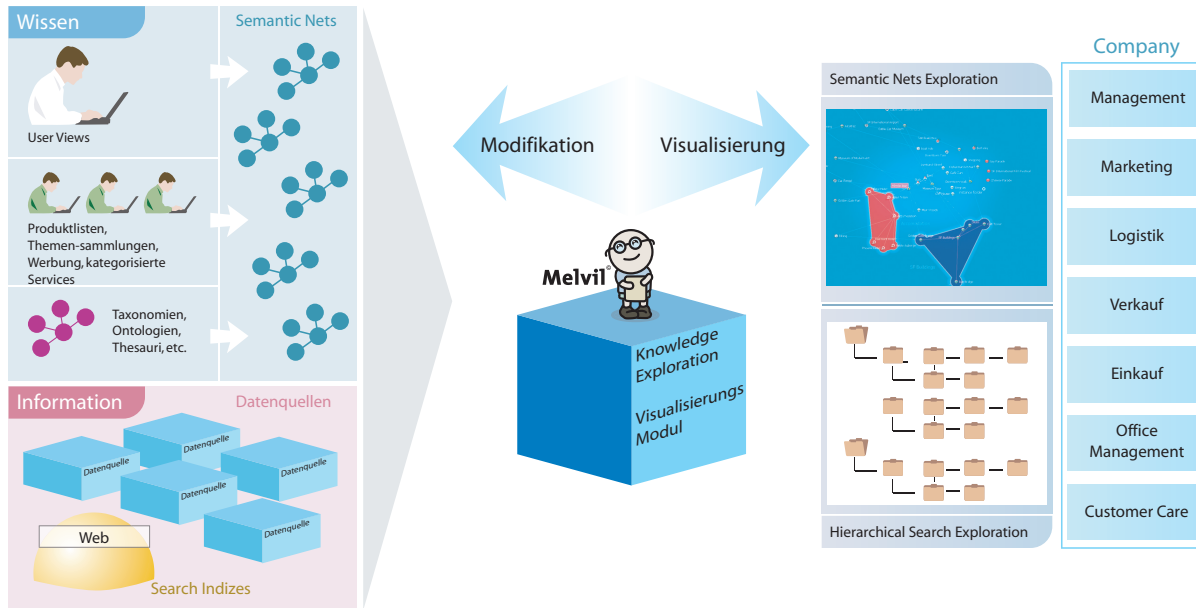 Wissen
Semantic Nets
User Views
Produktlisten,
Themen-sammlungen,
Werbung, kategorisierte
Services
Taxonomien,
Ontologien,
Thesauri, etc.
Information
Datenquellen
Datenquelle
Datenquelle
Datenquelle
Datenquelle
Datenquelle
Web
Search Indizes
Modifikation
Visualisierung
Melvil©
Knowledge
Exploration
Visualisierungs
Modul
Semantic Nets Exploration
Hierarchical Search Exploration
Company
Management
Marketing
Logistik
Verkauf
Einkauf
Office
Management
Customer Care